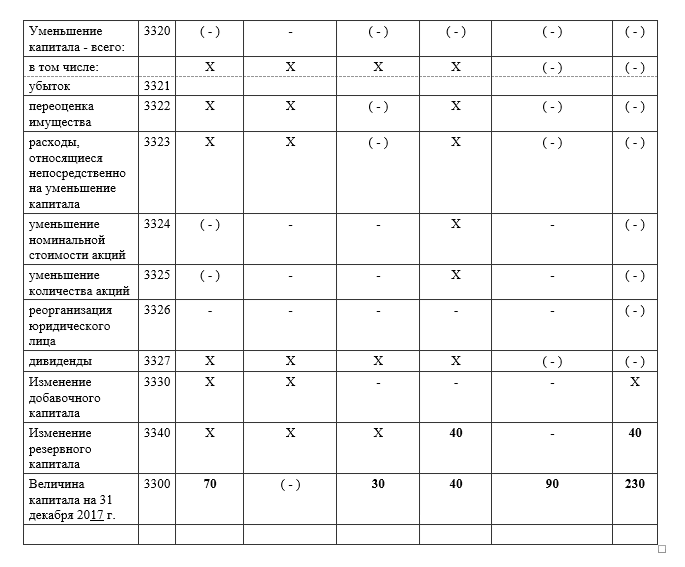 Уменьшение 3320 ( - ) - ( - ) ( - ) ( - ) ( - )
капитала - всего:
в том числе: X X X X ( - ) ( - )
убыток 3321
переоценка 3322 X X ( - ) X ( - ) ( - )
имущества
расходы, 3323 X X ( - ) X ( - ) ( - )
относящиеся
непосредственно
на уменьшение
капитала
уменьшение 3324 ( - ) - - X - ( - )
номинальной
стоимости акций
уменьшение 3325 ( - ) - - X - ( - )
количества акций
реорганизация 3326 - - - - - ( - )
юридического
лица
дивиденды 3327 X X X X ( - ) ( - )
Изменение 3330 X X - - - X
добавочного
капитала
Изменение 3340 X X X 40 - 40
резервного
капитала
Величина 3300 70 ( - ) 30 40 90 230
капитала на 31
декабря 2017 г.